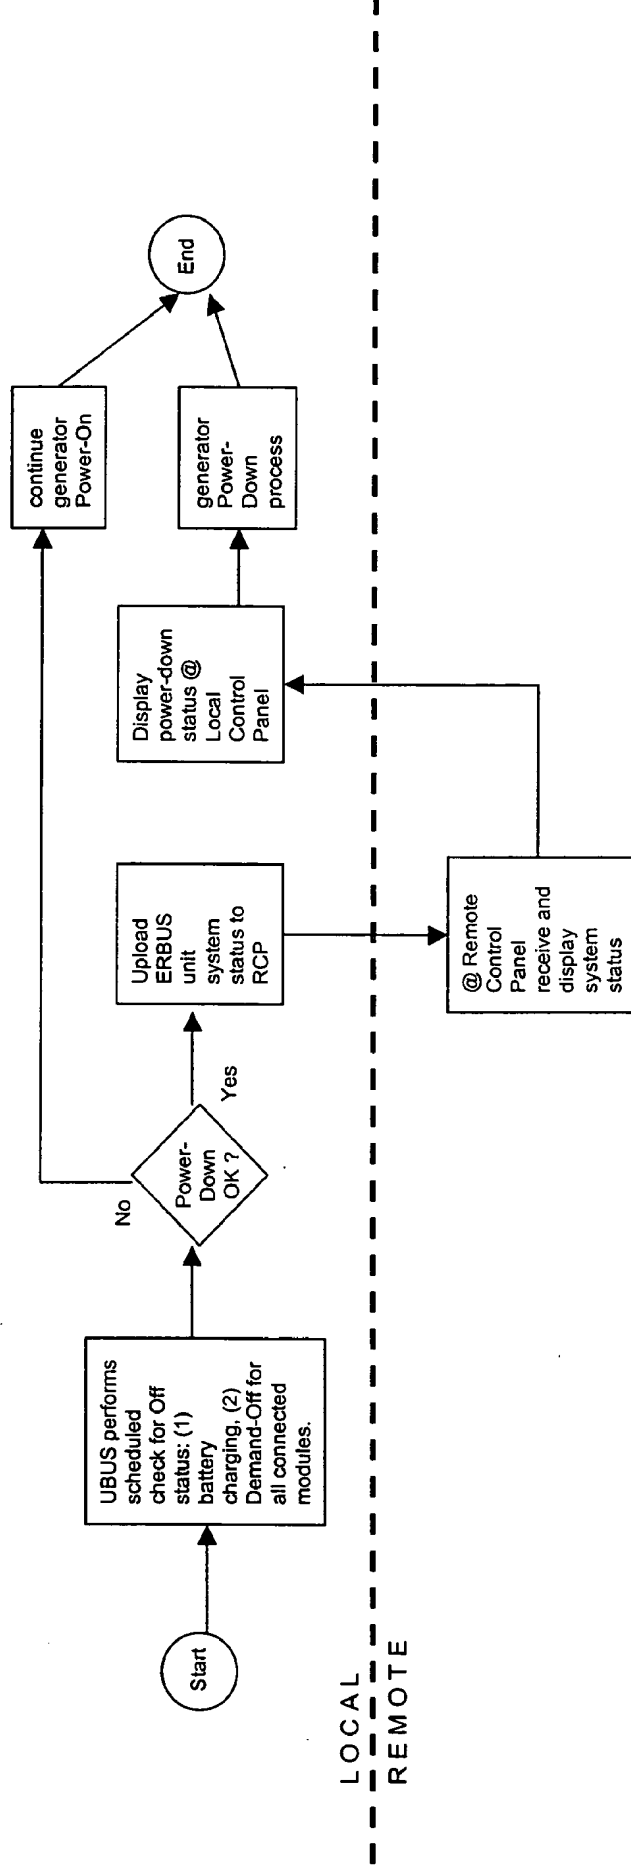 Start
UBUS performs
scheduled
check for Off
status: (1)
battery
charging, (2)
Demand-Off for
all connected
modules.
Power-
Down
OK ?
No
Yes
continue
generator
Power-On
Upload
ERBUS
unit
system
status to
RCP
Display
power-down
status @
Local
Control
Panel
generator
Power-
Down
process
End
LOCAL
REMOTE
@ Remote
Control
Panel
receive and
display
system
status